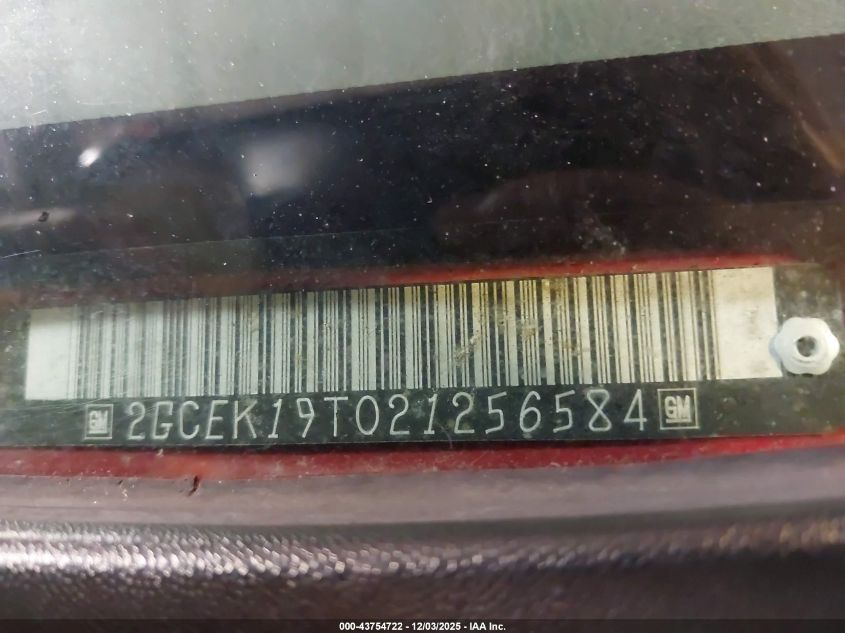 GM 2GCEK19T021256584 GM
000-43754722 - 12/03/2025 - IAA Inc.